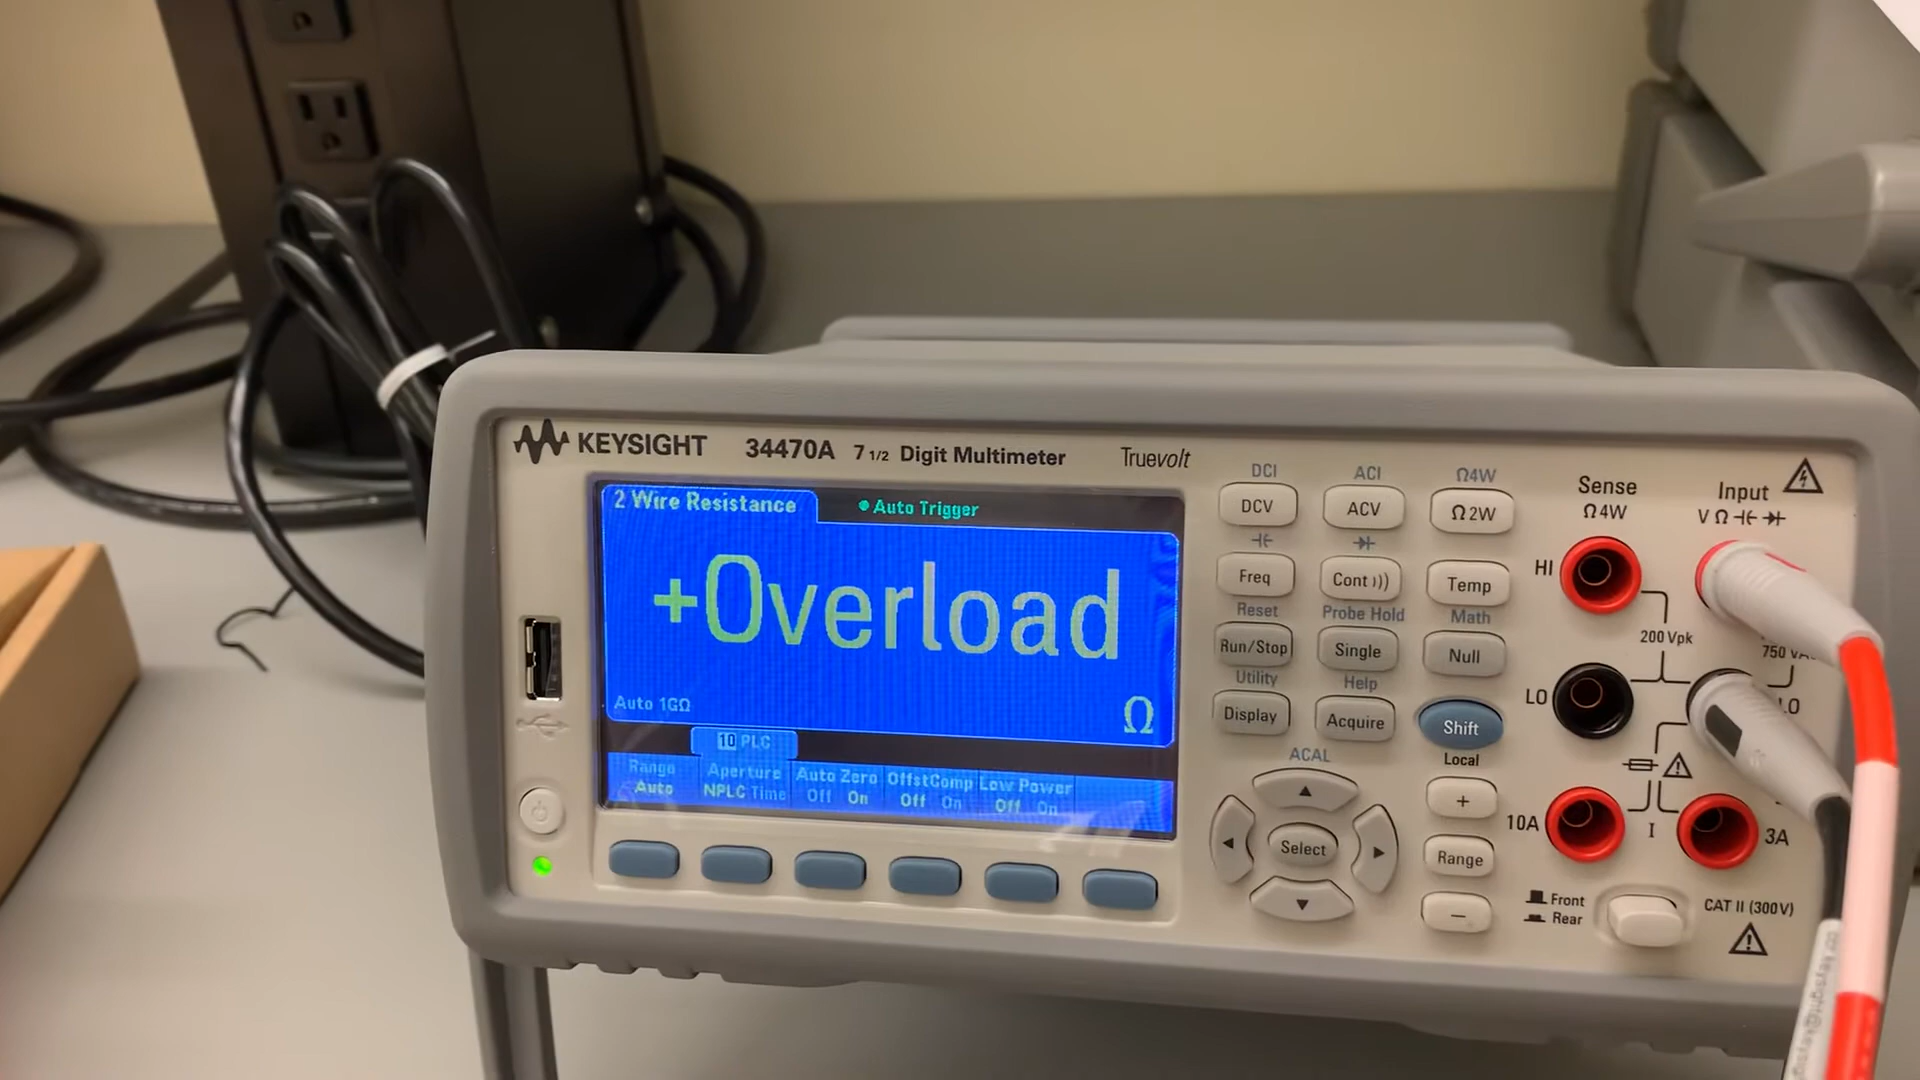 KEYSIGHT 34470A 7 1/2 Digit Multimeter Truevolt
2 Wire Resistance
Auto Trigger
+Overload
Auto 1GΩ
Ω
10 PLC
Range
Auto
Aperture
NPLC Time
Auto Zero
Off On
OffstComp
Off On
Low Power
Off On
DCI ACI Ω4W
DCV ACV Ω2W
Freq Cont Temp
Reset Probe Hold Math
Run/Stop Single Null
Utility Help
Display Acquire Shift
Local
ACAL
Select
+
Range
−
Sense
Ω4W
Input
VΩ
HI
200 Vpk
LO
LO
10A
I
3A
Front
Rear
CAT II (300V)